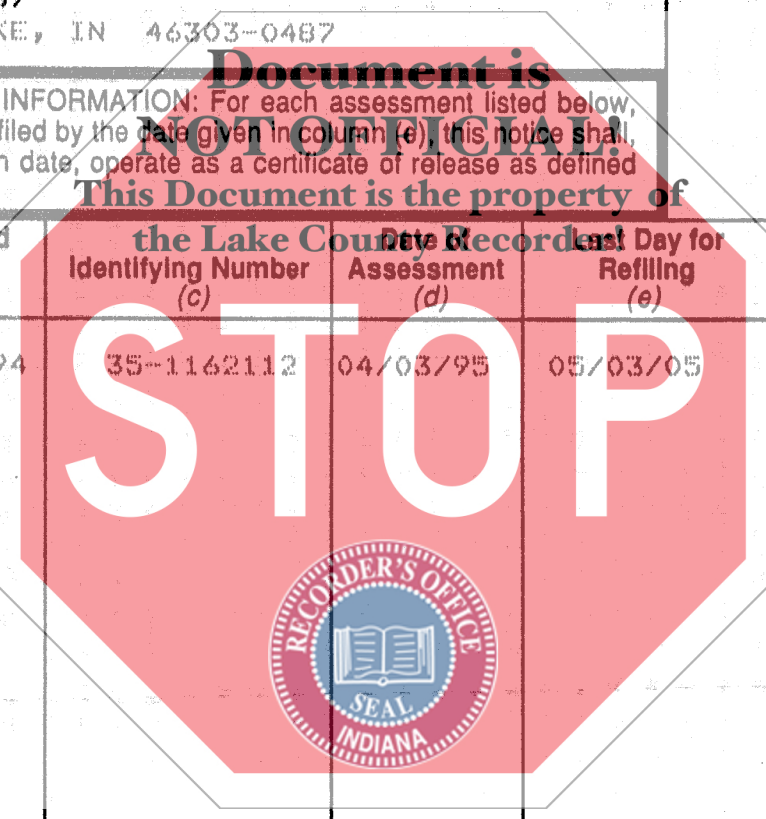 KE, IN 46303-0487
Document is
INFORMATION: For each assessment listed below,
NOT OFFICIAL!
filed by the date given in column (e), this notice shall,
date, operate as a certificate of release as defined
This Document is the property of
the Lake County Recorder!
Identifying Number
(c)
Date of
Assessment
(d)
Last Day for
Refiling
(e)
94
35-1162112
04/03/95
05/03/05
STOP
RECORDER'S OFFICE
SEAL
INDIANA